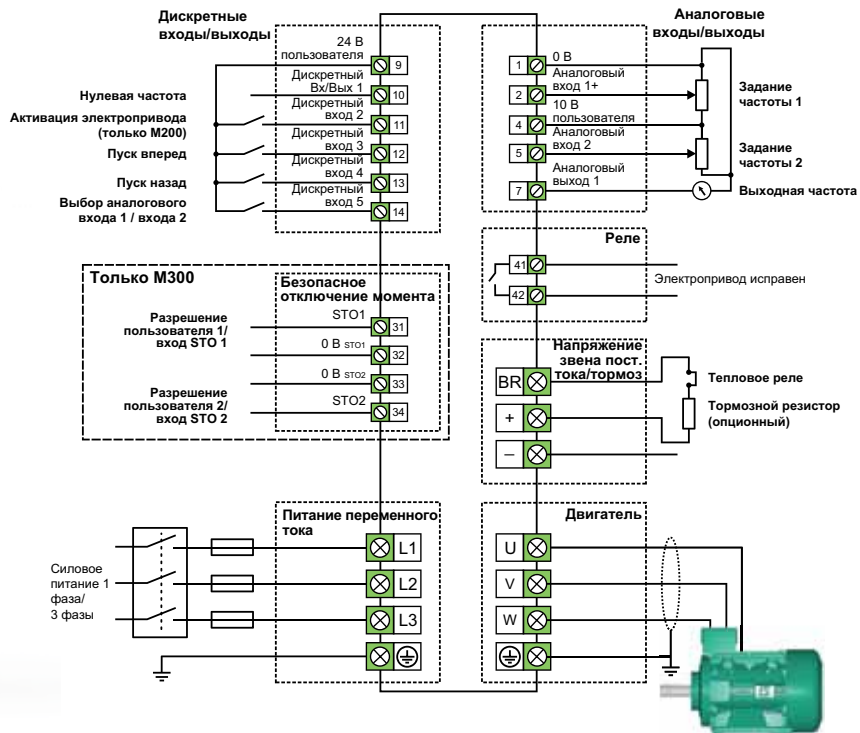 Дискретные
входы/выходы
24 В
пользователя
9
Дискретный
Вх/Вых 1
10
Нулевая частота
Дискретный
вход 2
11
Активация электропривода
(только M200)
Дискретный
вход 3
12
Пуск вперед
Дискретный
вход 4
13
Пуск назад
Дискретный
вход 5
14
Выбор аналогового
входа 1 / входа 2
Аналоговые
входы/выходы
1
0 В
2
Аналоговый
вход 1+
4
10 В
пользователя
5
Аналоговый
вход 2
7
Аналоговый
выход 1
Задание
частоты 1
Задание
частоты 2
Выходная частота
Реле
41
42
Электропривод исправен
Только M300
Безопасное
отключение момента
Разрешение
пользователя 1/
вход STO 1
STO1
31
0 В STO1
32
0 В STO2
33
Разрешение
пользователя 2/
вход STO 2
STO2
34
Напряжение
звена пост.
тока/тормоз
BR
+
–
Тепловое реле
Тормозной резистор
(опционный)
Питание переменного
тока
L1
L2
L3
Силовое
питание 1
фаза/
3 фазы
Двигатель
U
V
W